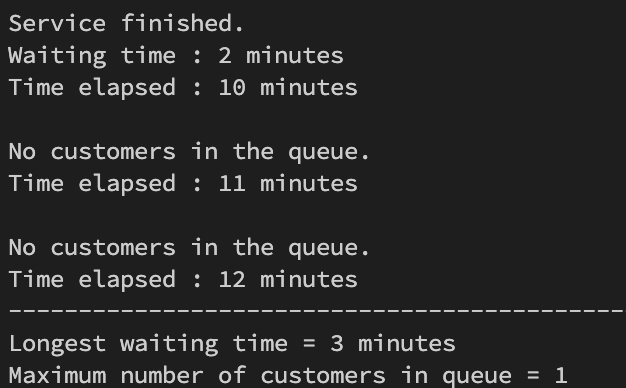 Service finished.
Waiting time : 2 minutes
Time elapsed : 10 minutes
No customers in the queue.
Time elapsed : 11 minutes
No customers in the queue.
Time elapsed : 12 minutes
--------------------------------------------
Longest waiting time = 3 minutes
Maximum number of customers in queue = 1